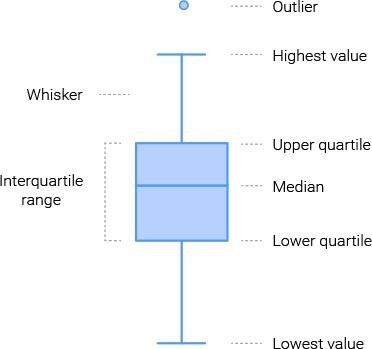 Outlier
Highest value
Whisker
Upper quartile
Interquartile
range
Median
Lower quartile
Lowest value